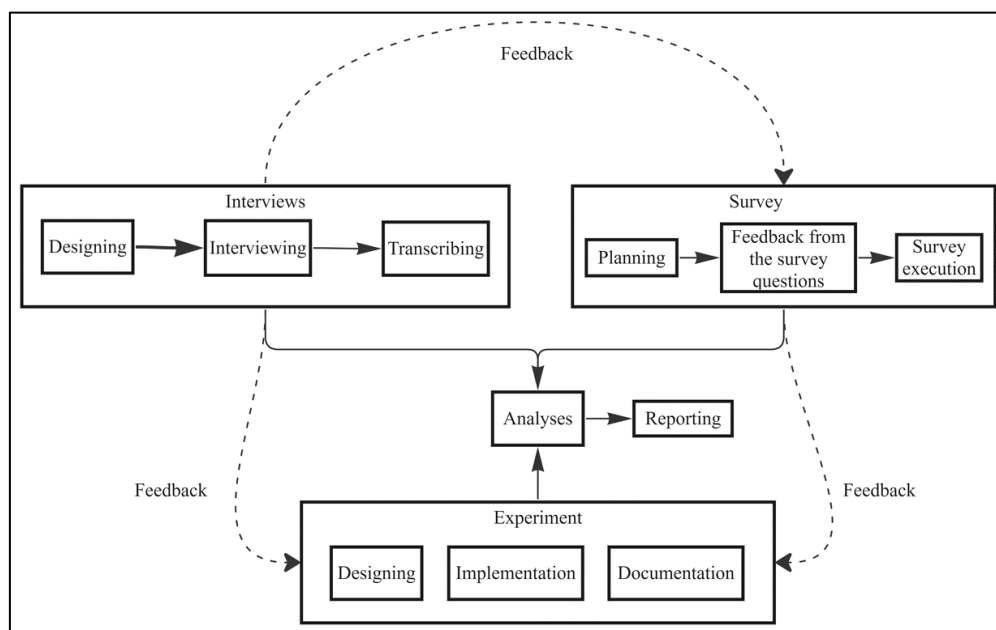 Feedback
Interviews
Designing
Interviewing
Transcribing
Survey
Planning
Feedback from
the survey
questions
Survey
execution
Analyses
Reporting
Feedback
Feedback
Experiment
Designing
Implementation
Documentation